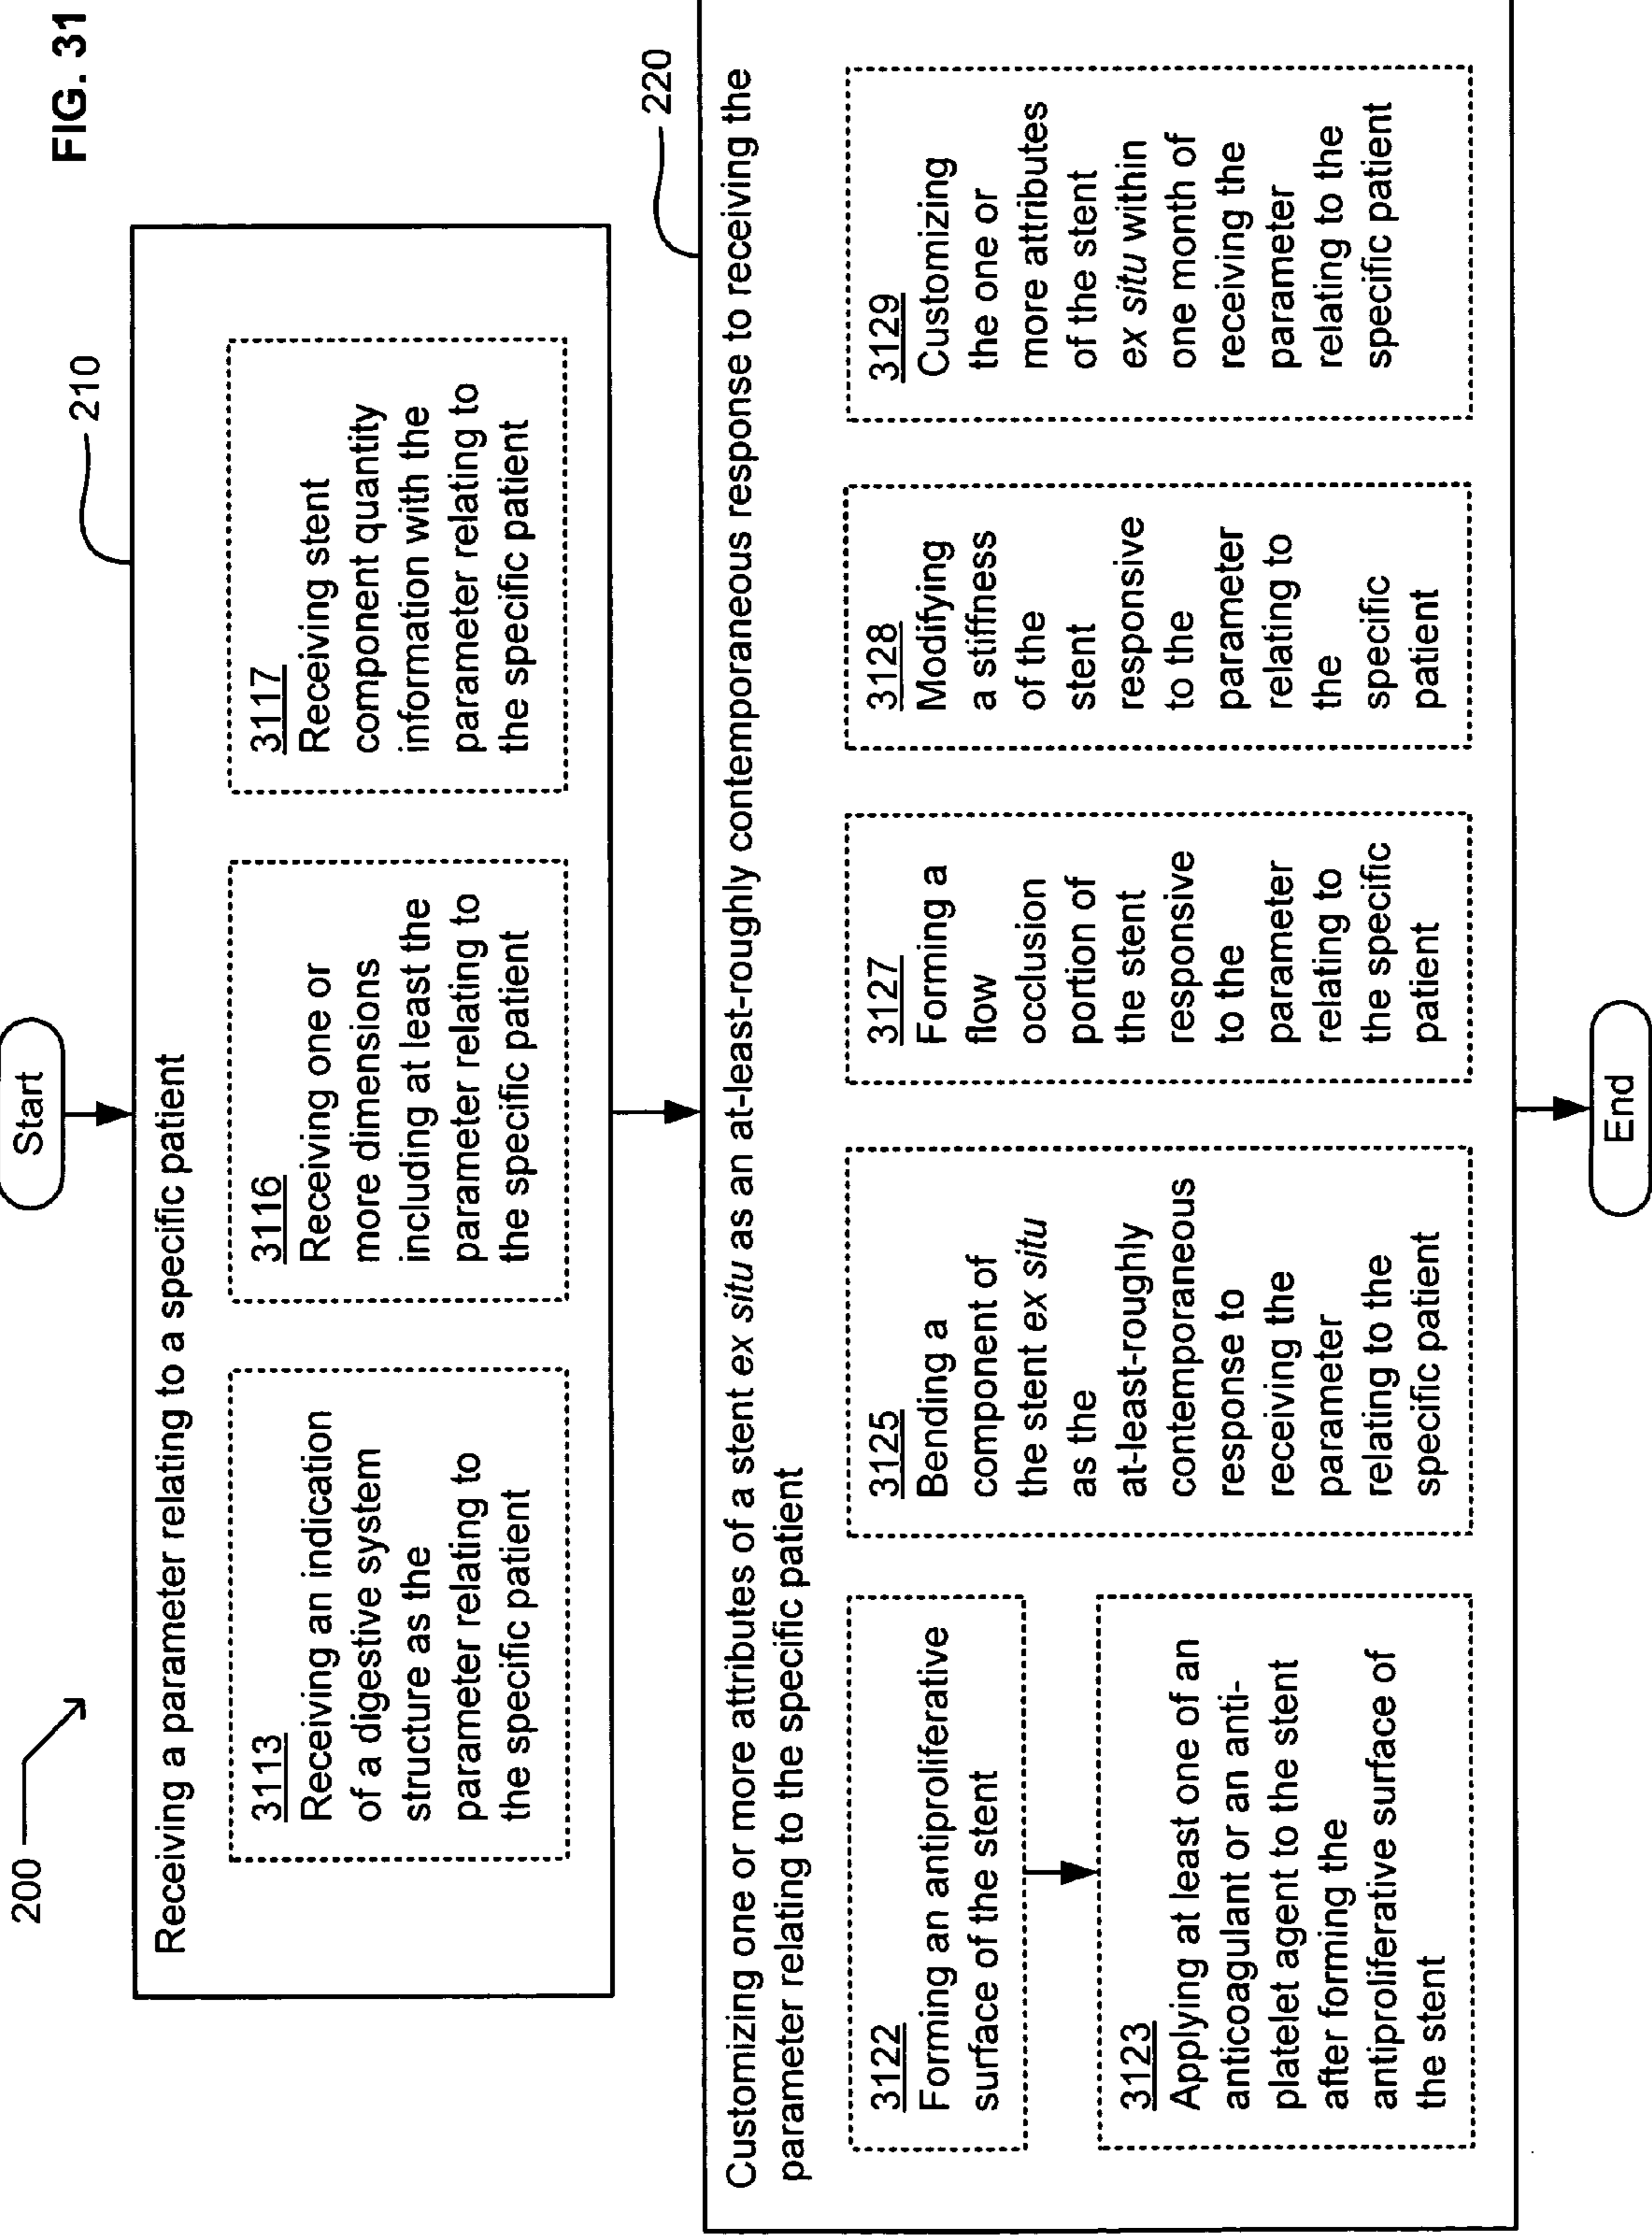 FIG. 31
200
Start
210
Receiving a parameter relating to a specific patient
3113
Receiving an indication
of a digestive system
structure as the
parameter relating to
the specific patient
3116
Receiving one or
more dimensions
including at least the
parameter relating to
the specific patient
3117
Receiving stent
component quantity
information with the
parameter relating to
the specific patient
220
Customizing one or more attributes of a stent ex situ as an at-least-roughly contemporaneous response to receiving the
parameter relating to the specific patient
3122
Forming an antiproliferative
surface of the stent
3123
Applying at least one of an
anticoagulant or an anti-
platelet agent to the stent
after forming the
antiproliferative surface of
the stent
3125
Bending a
component of
the stent ex situ
as the
at-least-roughly
contemporaneous
response to
receiving the
parameter
relating to the
specific patient
3127
Forming a
flow
occlusion
portion of
the stent
responsive
to the
parameter
relating to
the specific
patient
3128
Modifying
a stiffness
of the
stent
responsive
to the
parameter
relating to
the
specific
patient
3129
Customizing
the one or
more attributes
of the stent
ex situ within
one month of
receiving the
parameter
relating to the
specific patient
End